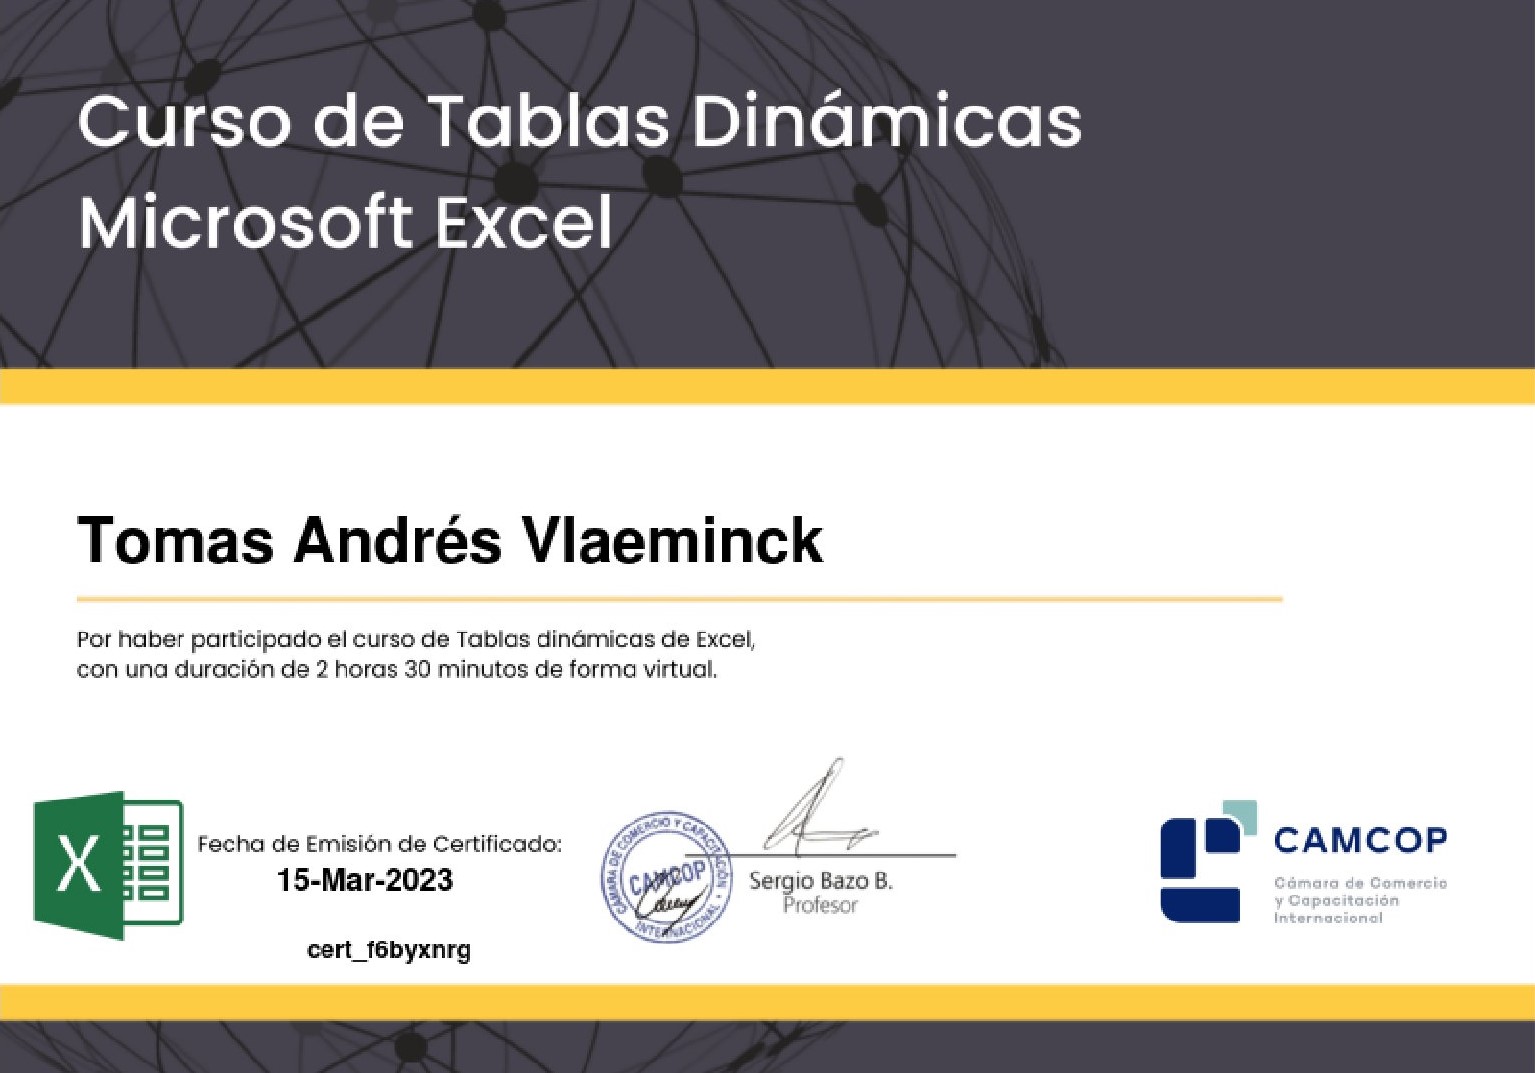 Curso de Tablas Dinámicas
Microsoft Excel
Tomas Andrés Vlaeminck
Por haber participado el curso de Tablas dinámicas de Excel,
con una duración de 2 horas 30 minutos de forma virtual.
X
Fecha de Emisión de Certificado:
15-Mar-2023
cert_f6byxnrg
CÁMARA DE COMERCIO Y CAPACITACIÓN
CAMCOP
INTERNACIONAL
Sergio Bazo B.
Profesor
CAMCOP
Cámara de Comercio
y Capacitación
Internacional